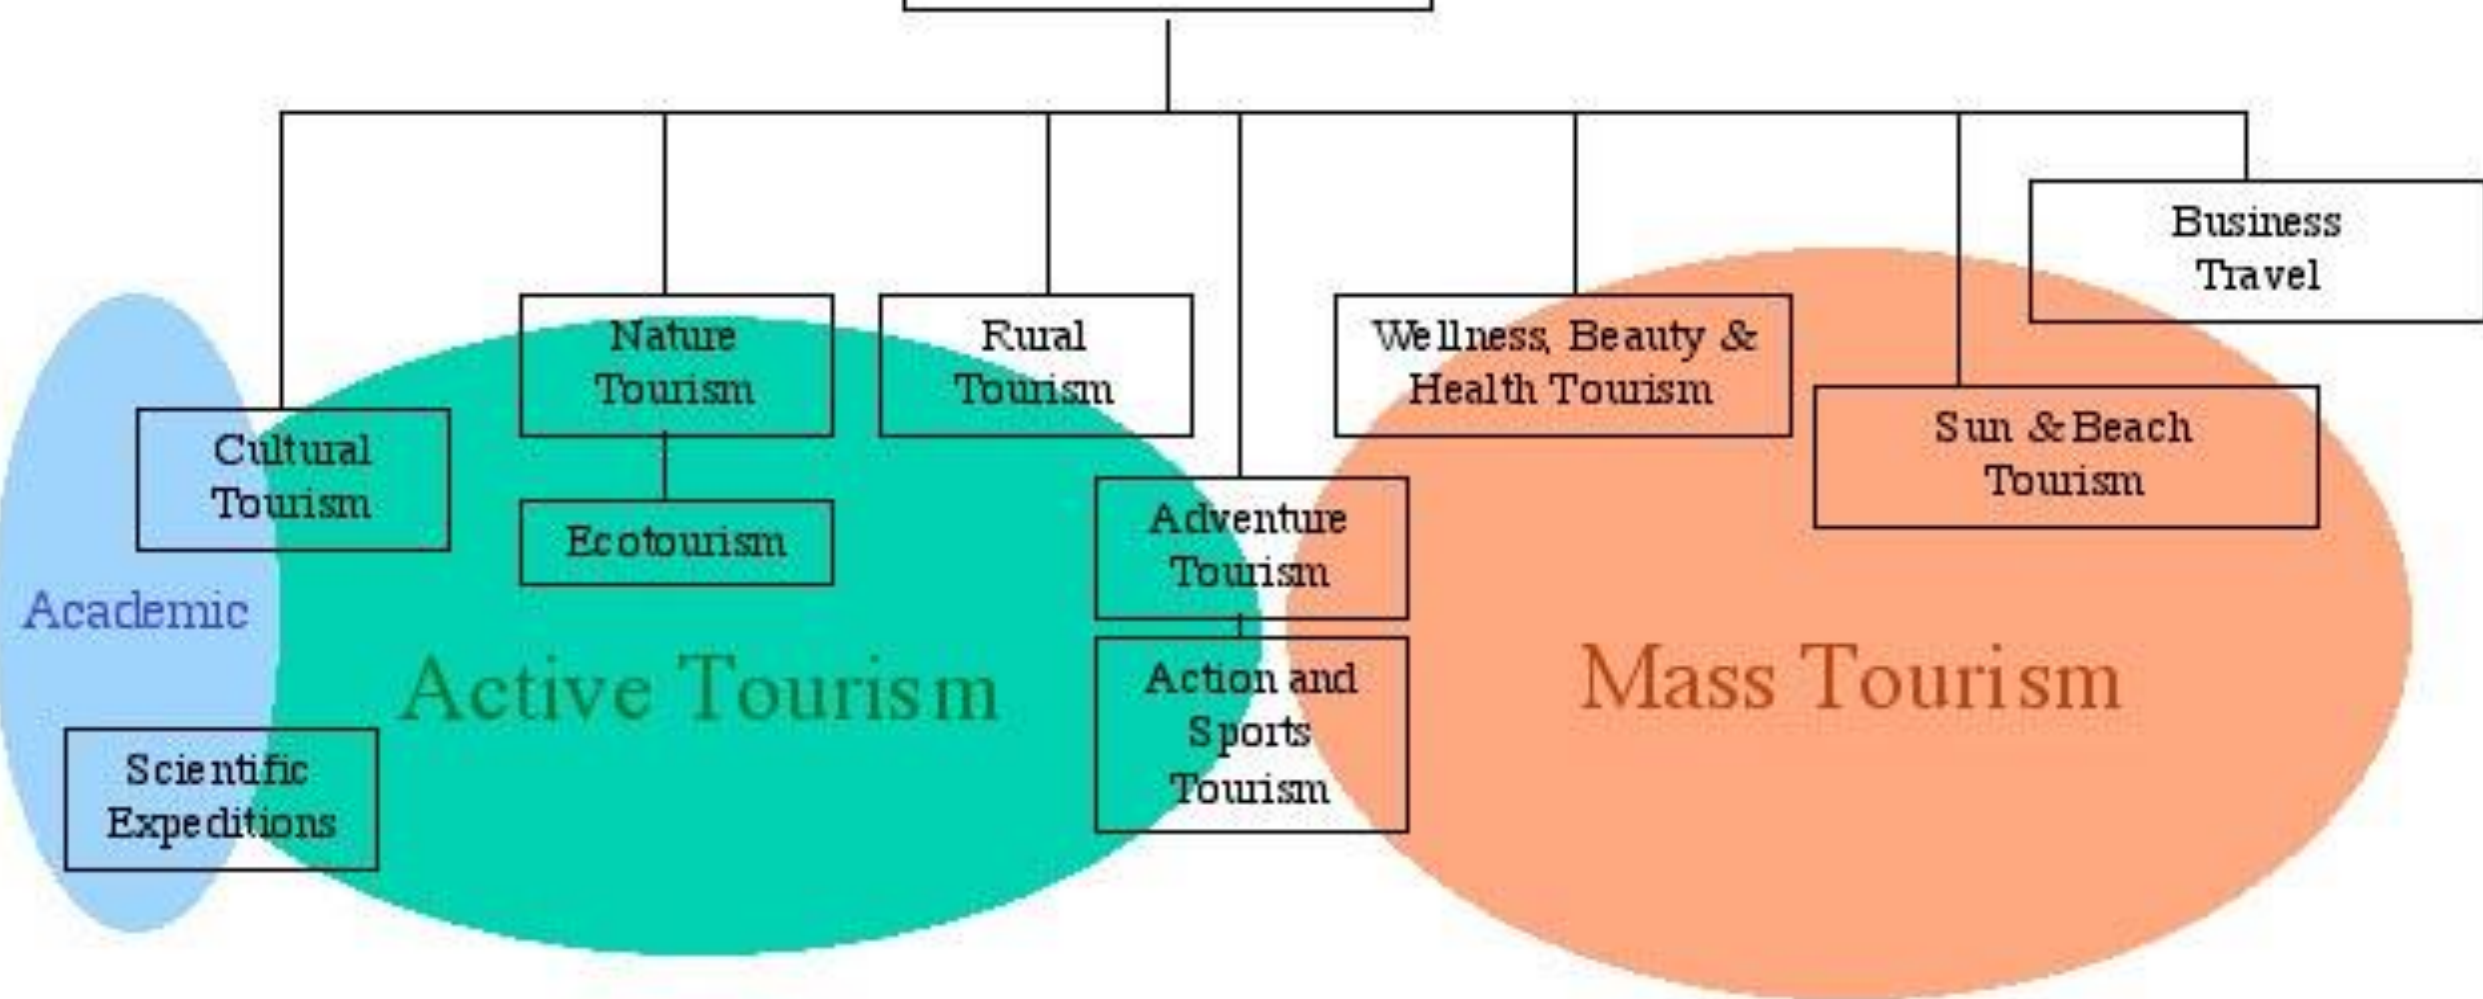 Business
Travel
Nature
Tourism
Rural
Tourism
Wellness, Beauty &
Health Tourism
Cultural
Tourism
Sun & Beach
Tourism
Ecotourism
Adventure
Tourism
Academic
Active Tourism
Action and
Sports
Tourism
Mass Tourism
Scientific
Expeditions